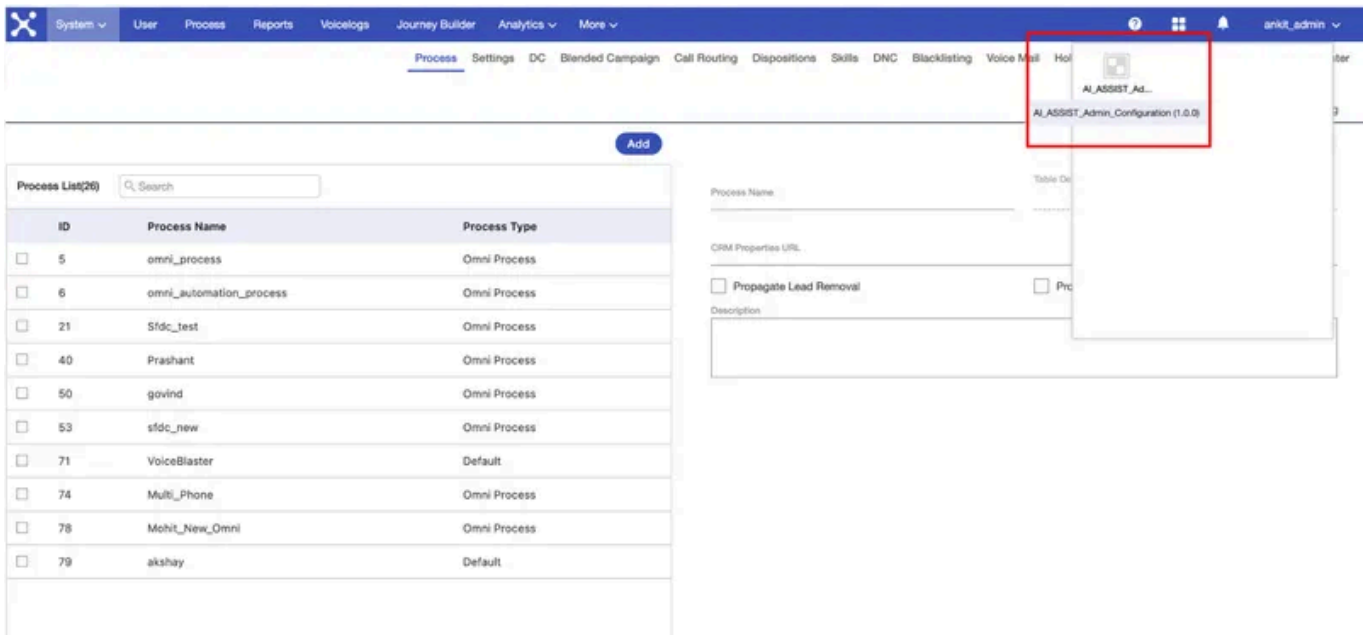 System User Process Reports Voicelogs Journey Builder Analytics More ? ankit_admin
Process Settings DC Blended Campaign Call Routing Dispositions Skills DNC Blacklisting Voice Mail Hol
AI_ASSIST_Ad...
AI_ASSIST_Admin_Configuration (1.0.0)
Add
Process List(26) Search
Process Name
ID Process Name Process Type
5 omni_process Omni Process
CRM Properties URL
6 omni_automation_process Omni Process
Propagate Lead Removal
Description
21 Sfdc_test Omni Process
40 Prashant Omni Process
50 govind Omni Process
53 sfdc_new Omni Process
71 VoiceBlaster Default
74 Multi_Phone Omni Process
78 Mohit_New_Omni Omni Process
79 akshay Default